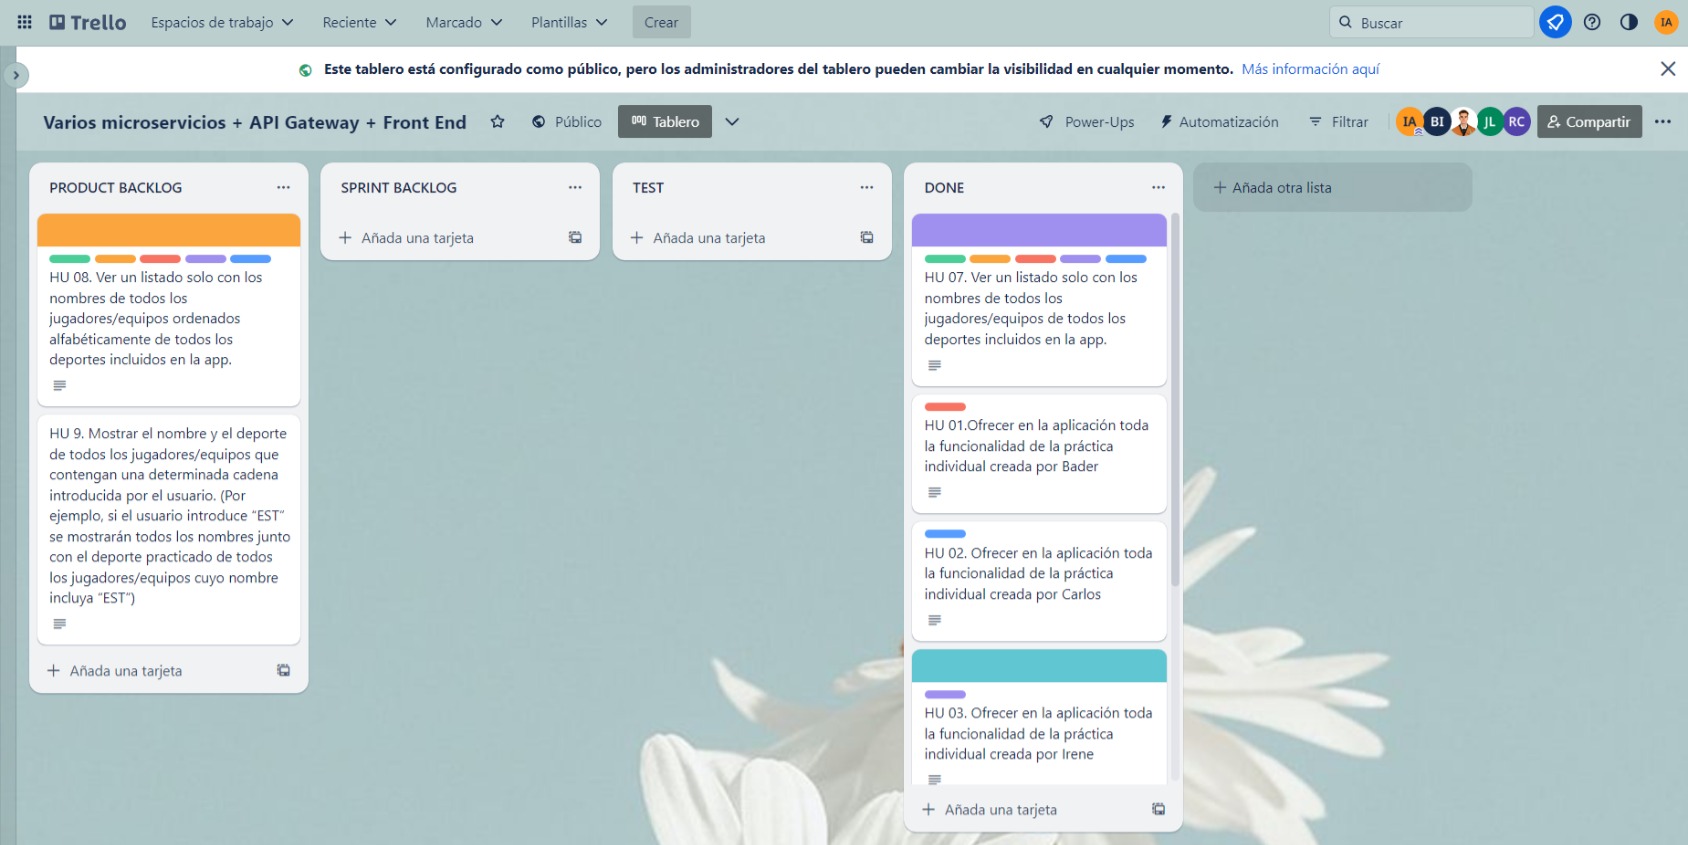 Trello
Espacios de trabajo
Reciente
Marcado
Plantillas
Crear
Buscar
IA
Este tablero está configurado como público, pero los administradores del tablero pueden cambiar la visibilidad en cualquier momento. Más información aquí
Varios microservicios + API Gateway + Front End
Público
Tablero
Power-Ups
Automatización
Filtrar
IA
BI
JL
RC
Compartir
PRODUCT BACKLOG
HU 08. Ver un listado solo con los
nombres de todos los
jugadores/equipos ordenados
alfabéticamente de todos los
deportes incluidos en la app.
HU 9. Mostrar el nombre y el deporte
de todos los jugadores/equipos que
contengan una determinada cadena
introducida por el usuario. (Por
ejemplo, si el usuario introduce “EST”
se mostrarán todos los nombres junto
con el deporte practicado de todos
los jugadores/equipos cuyo nombre
incluya “EST”)
Añada una tarjeta
SPRINT BACKLOG
Añada una tarjeta
TEST
Añada una tarjeta
DONE
HU 07. Ver un listado solo con los
nombres de todos los
jugadores/equipos de todos los
deportes incluidos en la app.
HU 01.Ofrecer en la aplicación toda
la funcionalidad de la práctica
individual creada por Bader
HU 02. Ofrecer en la aplicación toda
la funcionalidad de la práctica
individual creada por Carlos
HU 03. Ofrecer en la aplicación toda
la funcionalidad de la práctica
individual creada por Irene
Añada una tarjeta
Añada otra lista